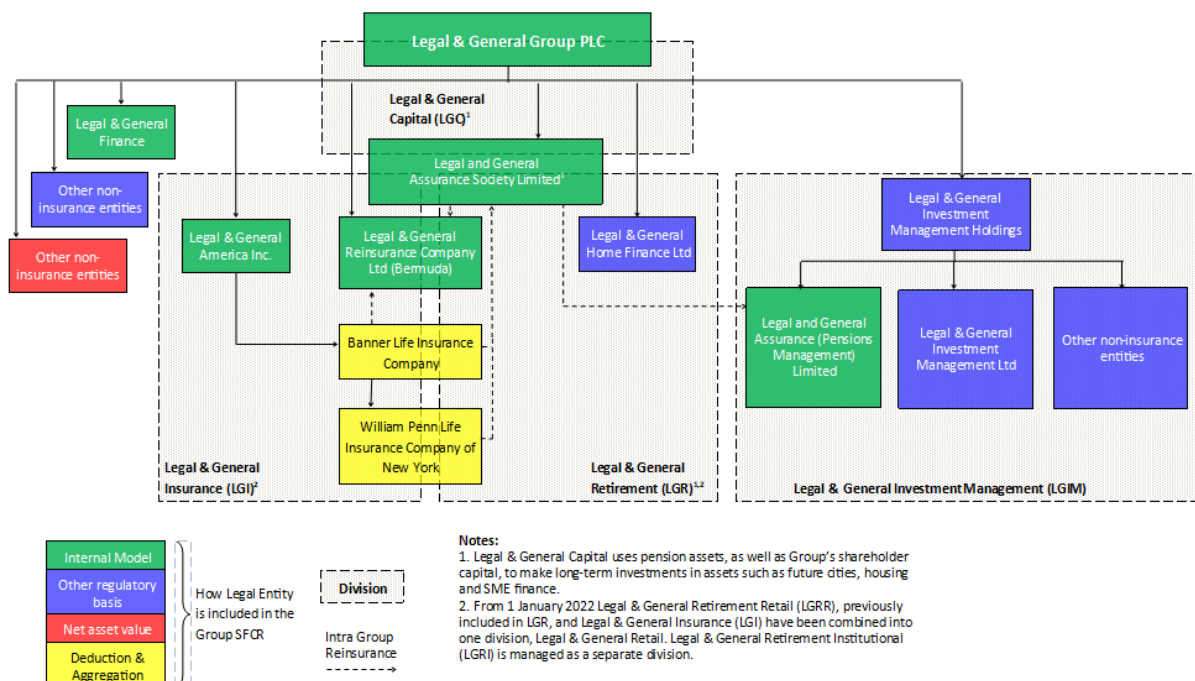 Legal & General Group PLC
Legal & General
Capital (LGC)¹
Legal & General
Finance
Legal and General
Assurance Society Limited¹
Other non-
insurance entities
Other non-
insurance entities
Legal & General
America Inc.
Legal & General
Reinsurance Company
Ltd (Bermuda)
Legal & General
Home Finance Ltd
Legal & General
Investment
Management Holdings
Banner Life Insurance
Company
Legal and General
Assurance (Pensions
Management)
Limited
Legal & General
Investment
Management Ltd
Other non-insurance
entities
William Penn Life
Insurance Company of
New York
Legal & General
Insurance (LGI)²
Legal & General
Retirement (LGR)¹,²
Legal & General Investment Management (LGIM)
Internal Model
Other regulatory
basis
Net asset value
Deduction &
Aggregation
How Legal Entity
is included in the
Group SFCR
Division
Intra Group
Reinsurance
Notes:
1. Legal & General Capital uses pension assets, as well as Group's shareholder
capital, to make long-term investments in assets such as future cities, housing
and SME finance.
2. From 1 January 2022 Legal & General Retirement Retail (LGRR), previously
included in LGR, and Legal & General Insurance (LGI) have been combined into
one division, Legal & General Retail. Legal & General Retirement Institutional
(LGRI) is managed as a separate division.